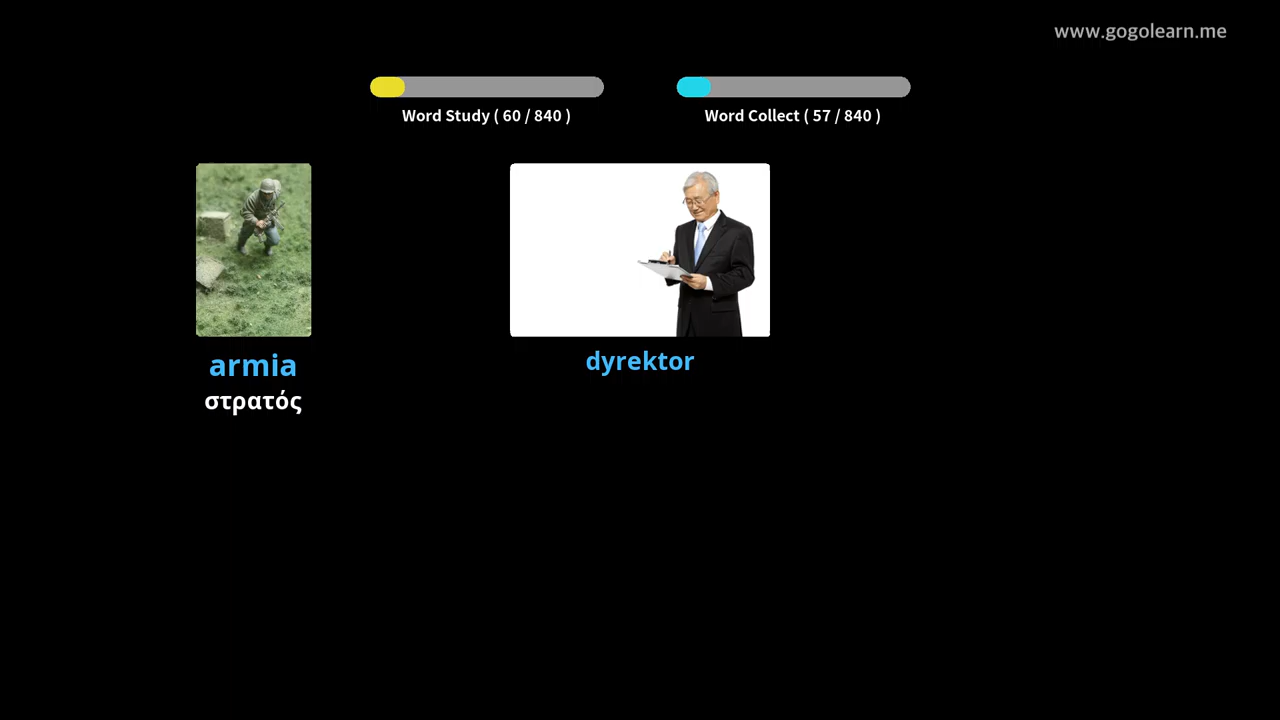 www.gogolearn.me
Word Study ( 60 / 840 )
Word Collect ( 57 / 840 )
armia
στρατός
dyrektor